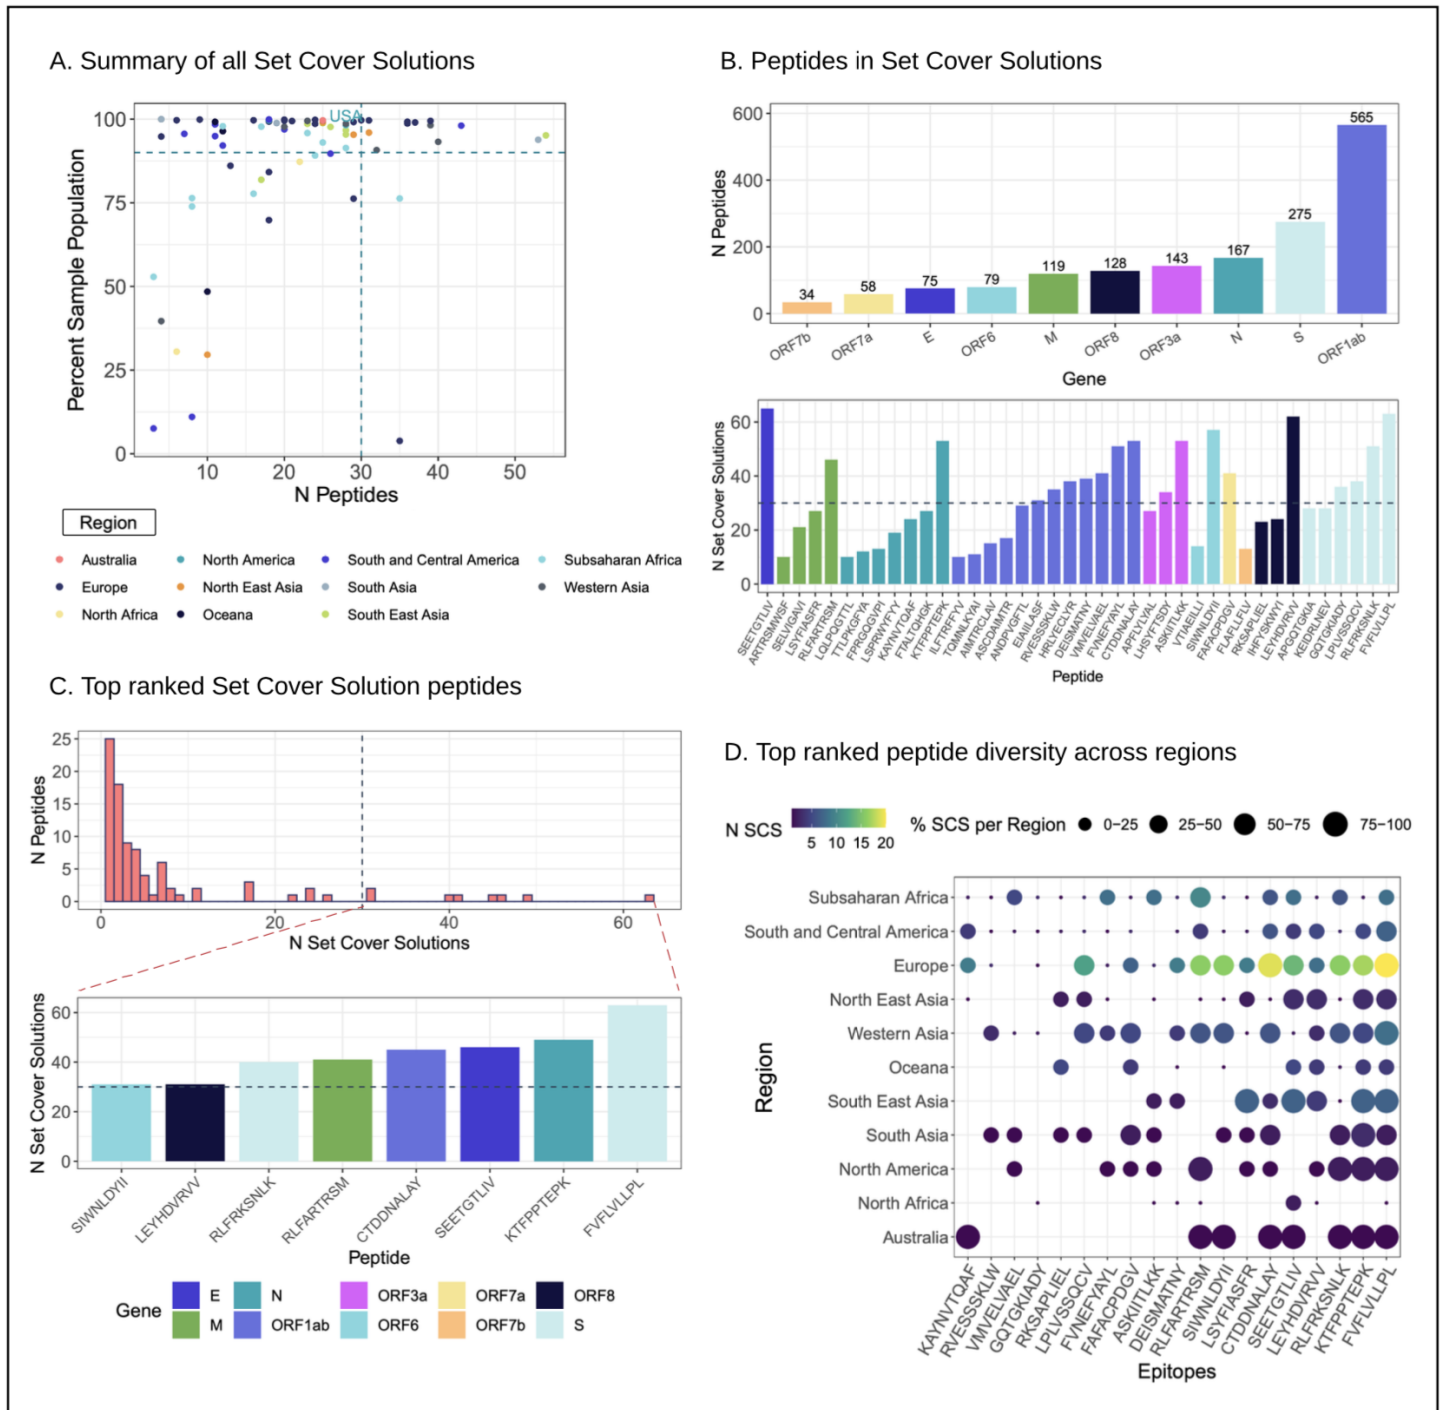 A. Summary of all Set Cover Solutions
Percent Sample Population
100
75
50
25
0
USA
10 20 30 40 50
N Peptides
Region
Australia North America South and Central America Subsaharan Africa
Europe North East Asia South Asia Western Asia
North Africa Oceana South East Asia
B. Peptides in Set Cover Solutions
N Peptides
600
400
200
0
34 58 75 79 119 128 143 167 275 565
ORF7b ORF7a E ORF6 M ORF8 ORF3a N S ORF1ab
Gene
N Set Cover Solutions
60
40
20
0
SEETGTLIV ARTRSMWSF SELVIGAVI LSYFIASFR RLFARTRSM LQLPQGTTL TTLPKGFYA FPRGQGVPI LSPRWYFYY KAYNVTQAF FTALTQHGK KTFPPTEPK ILFTRFFYV TQMNLKYAI AIMTRCLAV ASCDAIMTR ANDPVGFTL EIAIILASF RVESSSKLW HRLYECLYR DEISMATNY VMVELVAEL FVNEFYAYL CTDDNALAY APFLYLVAL LHSYFTSDY ASKIITLKK VTIAEILLI SIWNLDYII FAFACPDGV FLAFLLFLV RKSAPLIEL IHFYSKWYI LEYHDVRVV APGQTGKIA KEIDRLNEV GQTGKIADY LPLVSSQCV RLFRKSNLK FVFLVLLPL
Peptide
C. Top ranked Set Cover Solution peptides
N Peptides
25
20
15
10
5
0
0 20 40 60
N Set Cover Solutions
N Set Cover Solutions
60
40
20
0
SIWNLDYII LEYHDVRVV RLFRKSNLK RLFARTRSM CTDDNALAY SEETGTLIV KTFPPTEPK FVFLVLLPL
Peptide
Gene
E N ORF3a ORF7a ORF8
M ORF1ab ORF6 ORF7b S
D. Top ranked peptide diversity across regions
N SCS
5 10 15 20
% SCS per Region 0−25 25−50 50−75 75−100
Region
Subsaharan Africa
South and Central America
Europe
North East Asia
Western Asia
Oceana
South East Asia
South Asia
North America
North Africa
Australia
KAYNVTQAF RVESSSKLW VMVELVAEL GQTGKIADY RKSAPLIEL LPLVSSQCV FVNEFYAYL FAFACPDGV ASKIITLKK DEISMATNY RLFARTRSM SIWNLDYII LSYFIASFR CTDDNALAY SEETGTLIV LEYHDVRVV RLFRKSNLK KTFPPTEPK FVFLVLLPL
Epitopes